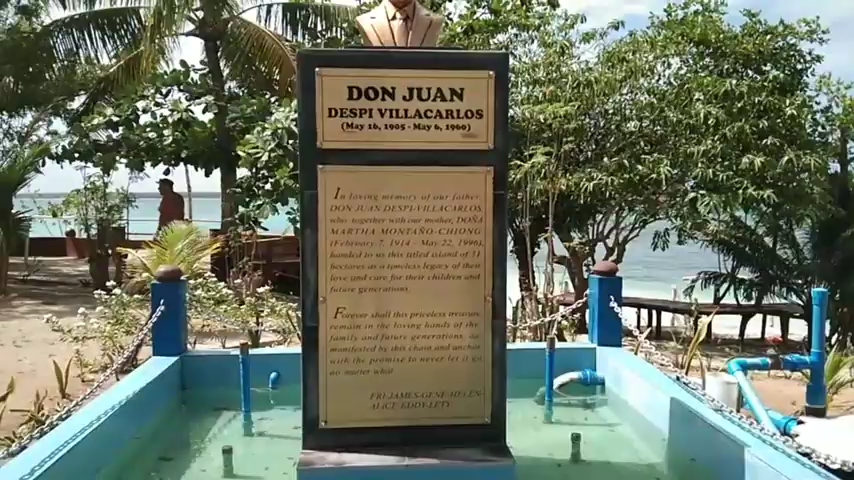 DON JUAN
DESPI VILLACARLOS
(May 16, 1905 - May 6, 1960)
In loving memory of our father,
DON JUAN DESPI-VILLACARLOS,
who together with our mother, DOÑA
MARTHA MONTAÑO-CHIONG
(February 7, 1914 - May 22, 1996),
handed to us this titled island of 31
hectares as a timeless legacy of their
love and care for their children and
future generations.
Forever shall this priceless treasure
remain in the loving hands of the
family and future generations, as
manifested by this chain and anchor
with the promise to never let it go
no matter what.
FRI-JAMES-GENE-HELEN-
ALICE-EDDY-LETY